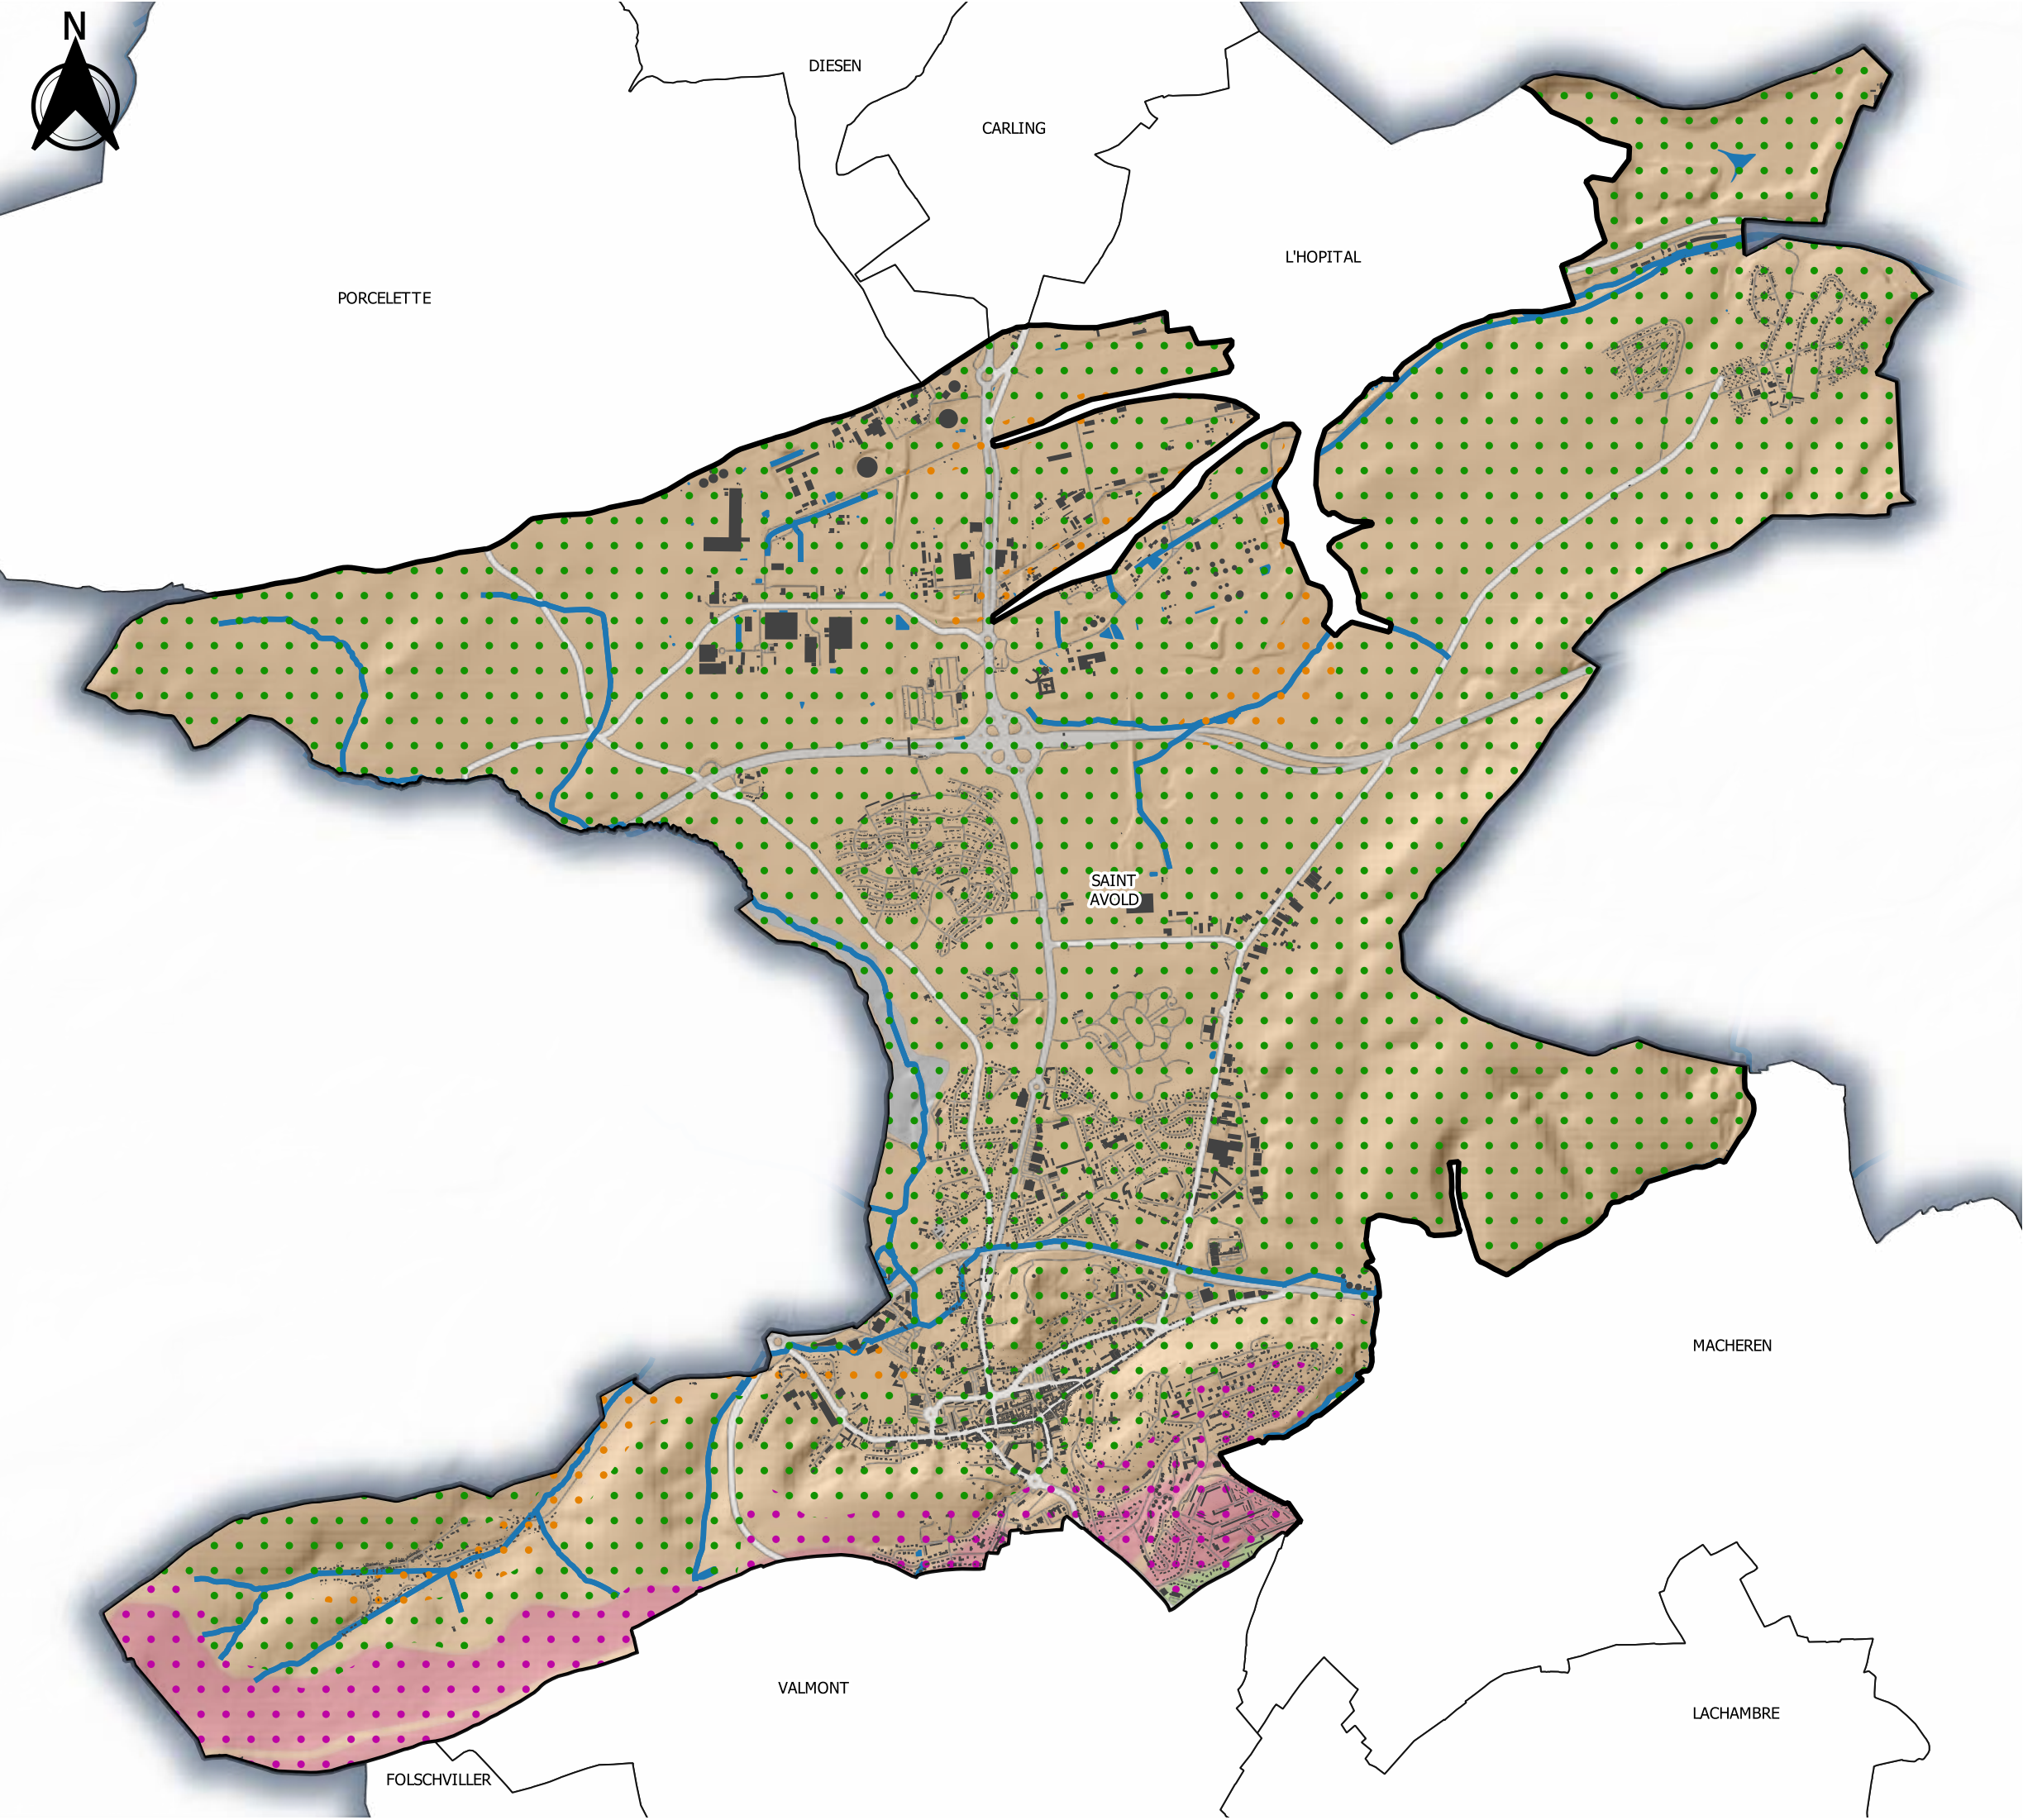 N
DIESEN
CARLING
L'HOPITAL
PORCELETTE
SAINT
AVOLD
MACHEREN
VALMONT
LACHAMBRE
FOLSCHVILLER